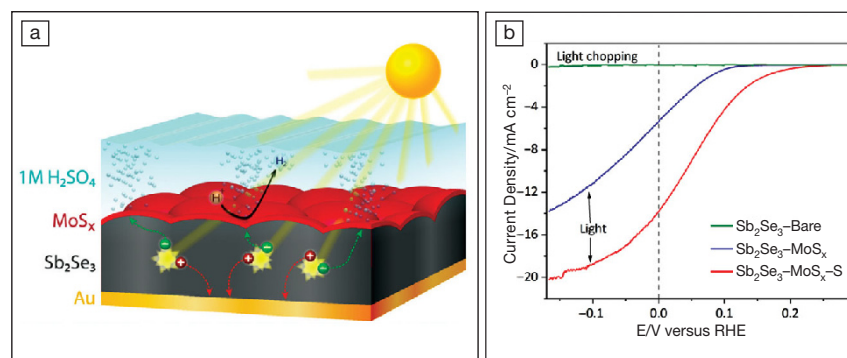 a
1M H₂SO₄
MoSₓ
Sb₂Se₃
Au
H
H₂
− + − + + −
b
Light chopping
0
−4
−8
−12
−16
−20
Current Density/mA cm⁻²
Light
Sb₂Se₃–Bare
Sb₂Se₃–MoSₓ
Sb₂Se₃–MoSₓ–S
−0.1 0.0 0.1 0.2
E/V versus RHE